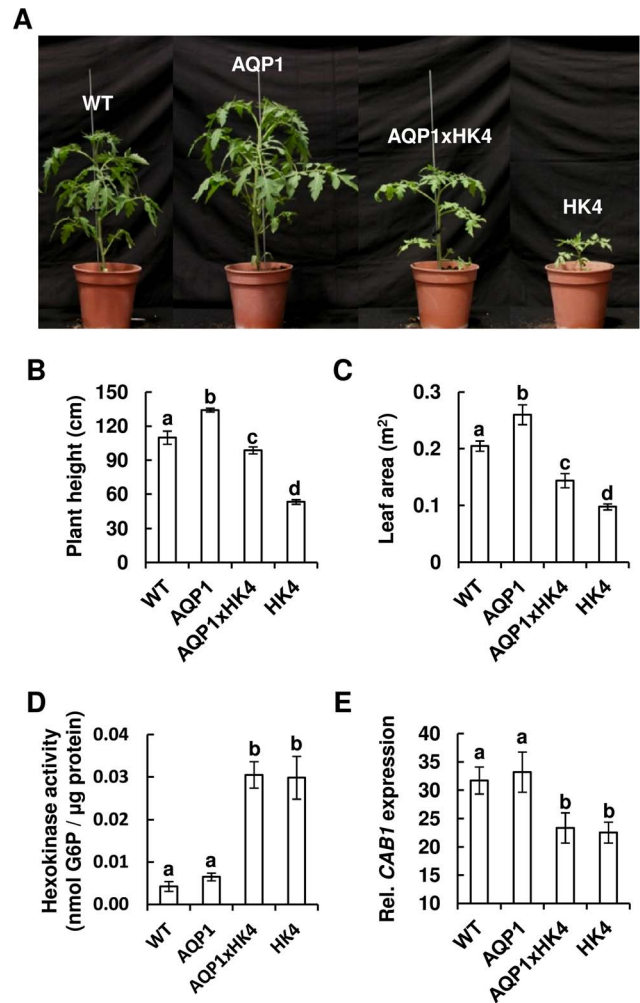 A
WT
AQP1
AQP1xHK4
HK4
B
Plant height (cm)
150
120
90
60
30
0
a
b
c
d
WT
AQP1
AQP1xHK4
HK4
C
Leaf area (m²)
0.3
0.2
0.1
0
a
b
c
d
WT
AQP1
AQP1xHK4
HK4
D
Hexokinase activity
(nmol G6P / µg protein)
0.04
0.03
0.02
0.01
0.00
a
a
b
b
WT
AQP1
AQP1xHK4
HK4
E
Rel. CAB1 expression
40
35
30
25
20
15
10
a
a
b
b
WT
AQP1
AQP1xHK4
HK4